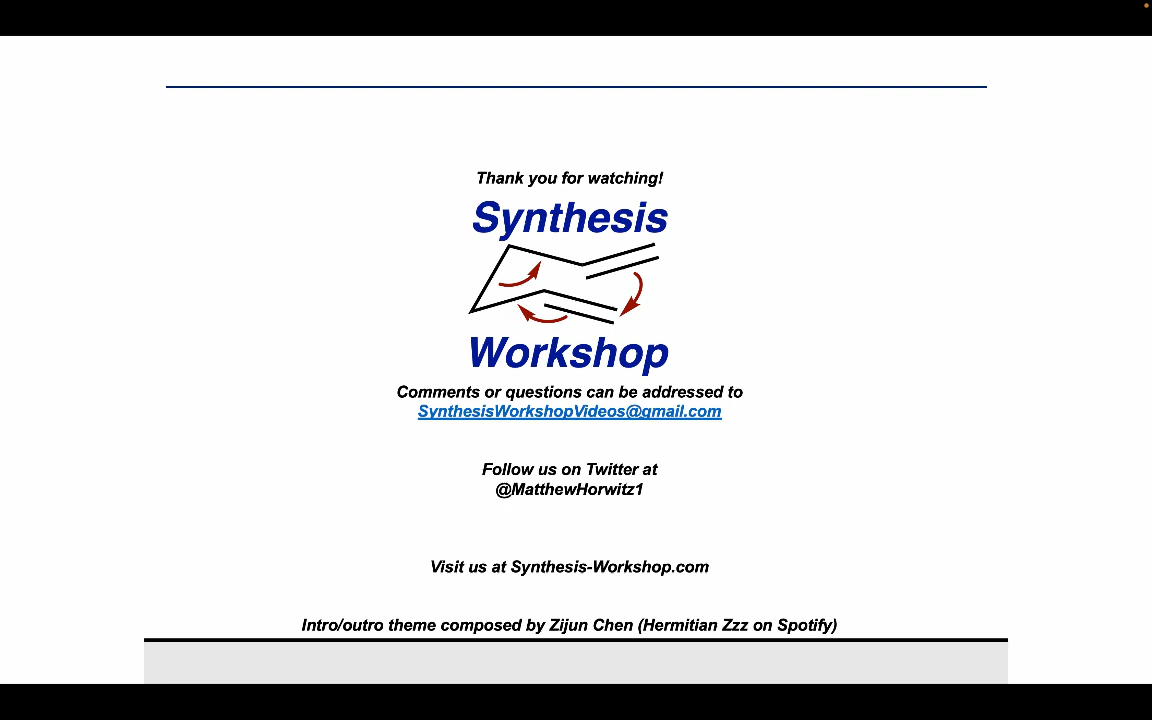 Thank you for watching!
Synthesis
Workshop
Comments or questions can be addressed to
SynthesisWorkshopVideos@gmail.com
Follow us on Twitter at
@MatthewHorwitz1
Visit us at Synthesis-Workshop.com
Intro/outro theme composed by Zijun Chen (Hermitian Zzz on Spotify)